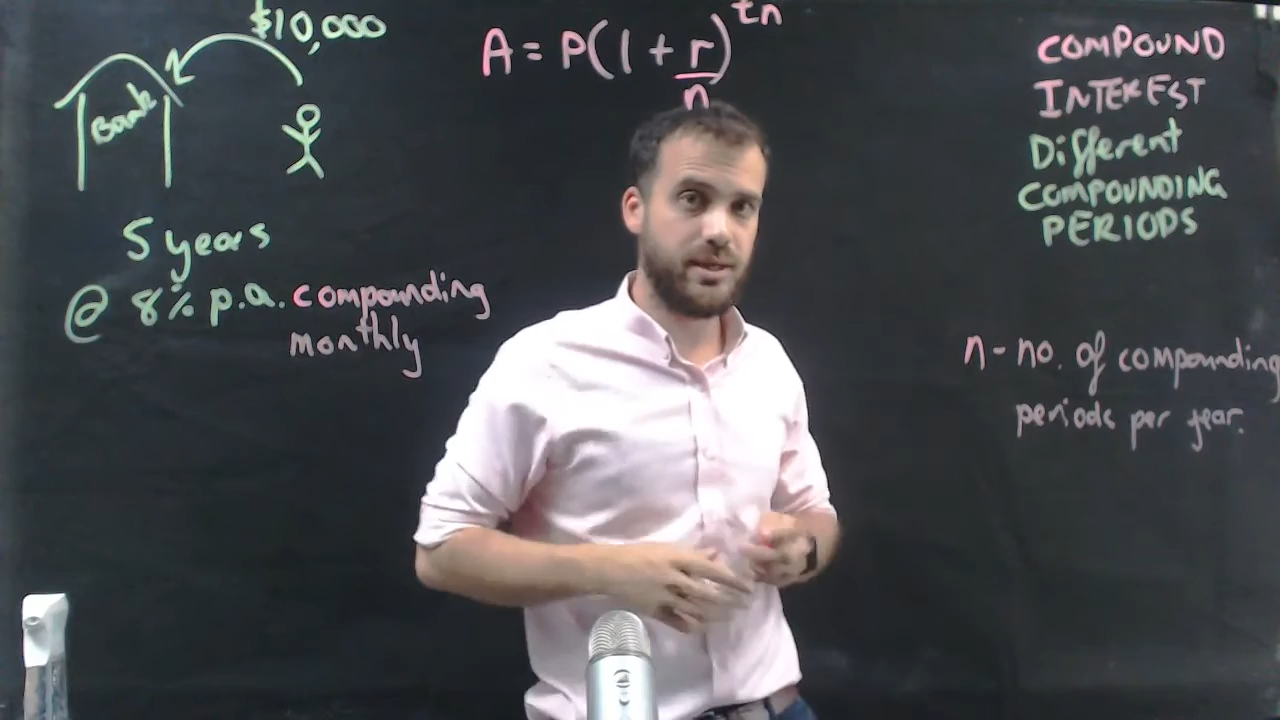 $10,000
Bank
5 years
@ 8% p.a. compounding
monthly
A = P(1 + r/n)^tn
COMPOUND
INTEREST
Different
COMPOUNDING
PERIODS
n - no. of compounding
periods per year.